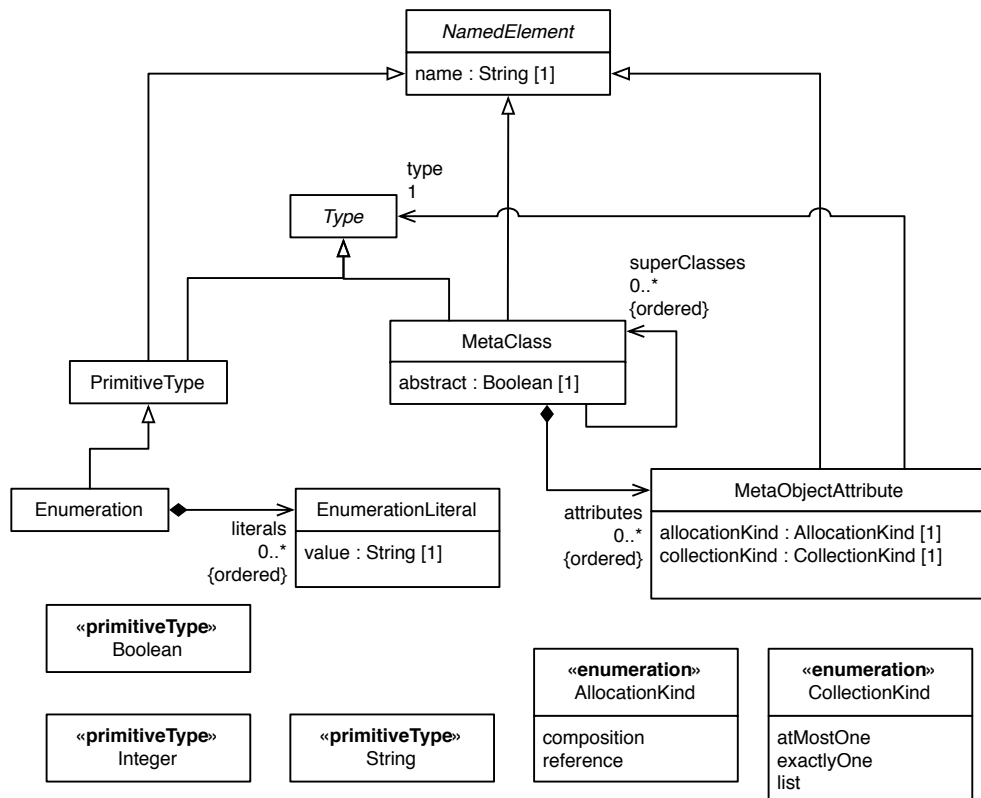 NamedElement
name : String [1]
type
1
Type
superClasses
0..*
{ordered}
MetaClass
abstract : Boolean [1]
PrimitiveType
Enumeration
literals
0..*
{ordered}
EnumerationLiteral
value : String [1]
attributes
0..*
{ordered}
MetaObjectAttribute
allocationKind : AllocationKind [1]
collectionKind : CollectionKind [1]
«primitiveType»
Boolean
«primitiveType»
Integer
«primitiveType»
String
«enumeration»
AllocationKind
composition
reference
«enumeration»
CollectionKind
atMostOne
exactlyOne
list